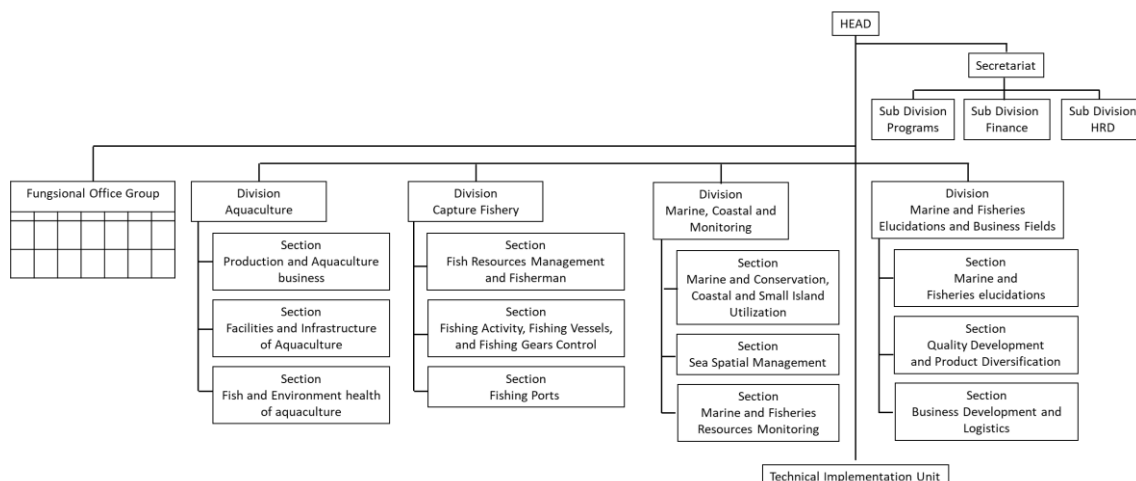 HEAD
Secretariat
Sub Division
Programs
Sub Division
Finance
Sub Division
HRD
Fungsional Office Group
Division
Aquaculture
Section
Production and Aquaculture
business
Section
Facilities and Infrastructure
of Aquaculture
Section
Fish and Environment health
of aquaculture
Division
Capture Fishery
Section
Fish Resources Management
and Fisherman
Section
Fishing Activity, Fishing Vessels,
and Fishing Gears Control
Section
Fishing Ports
Division
Marine, Coastal and
Monitoring
Section
Marine and Conservation,
Coastal and Small Island
Utilization
Section
Sea Spatial Management
Section
Marine and Fisheries
Resources Monitoring
Division
Marine and Fisheries
Elucidations and Business Fields
Section
Marine and
Fisheries elucidations
Section
Quality Development
and Product Diversification
Section
Business Development and
Logistics
Technical Implementation Unit